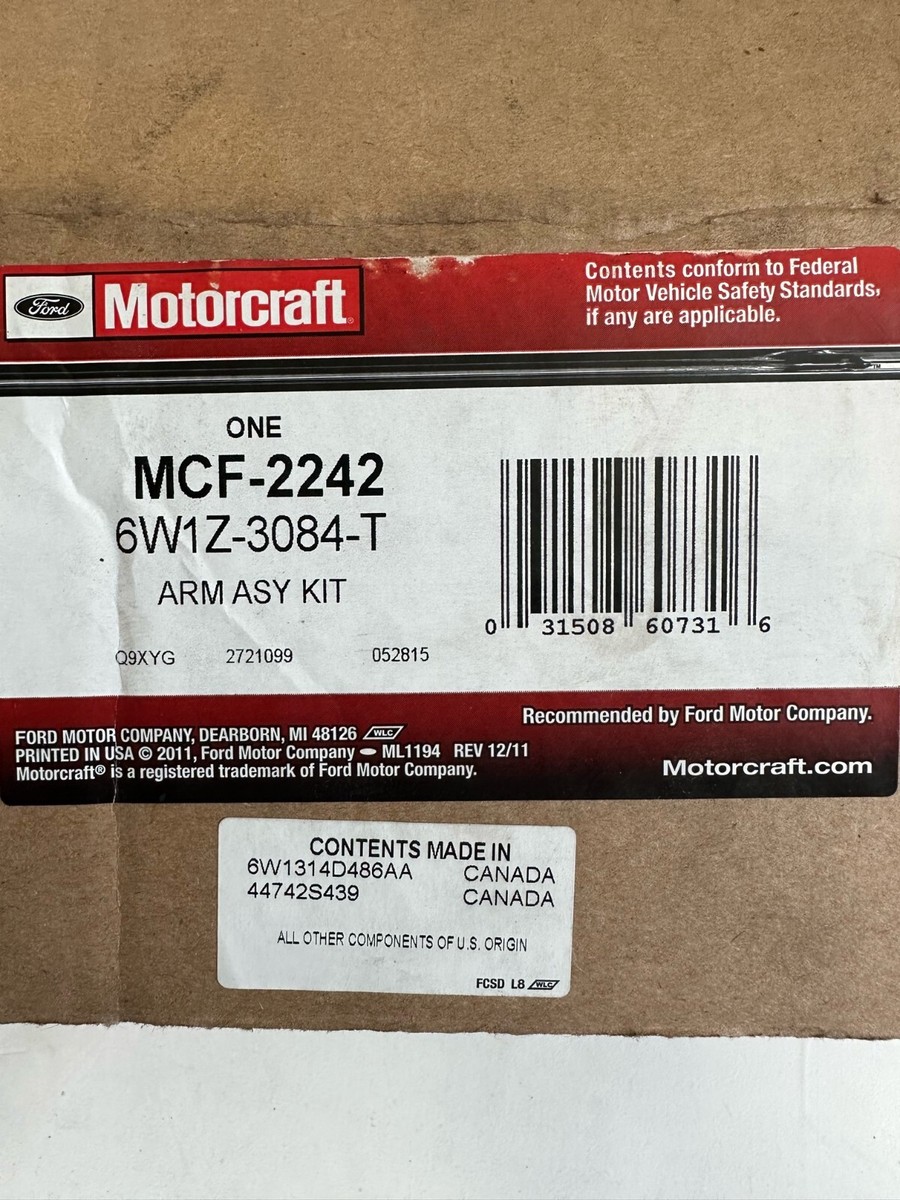 Ford Motorcraft®
Contents conform to Federal
Motor Vehicle Safety Standards,
if any are applicable.
™
ONE
MCF-2242
6W1Z-3084-T
ARM ASY KIT
Q9XYG 2721099 052815
0 31508 60731 6
Recommended by Ford Motor Company.
FORD MOTOR COMPANY, DEARBORN, MI 48126 WLC
PRINTED IN USA © 2011, Ford Motor Company ML1194 REV 12/11
Motorcraft® is a registered trademark of Ford Motor Company.
Motorcraft.com
CONTENTS MADE IN
6W1314D486AA CANADA
44742S439 CANADA
ALL OTHER COMPONENTS OF U.S. ORIGIN
FCSD L8 WLC